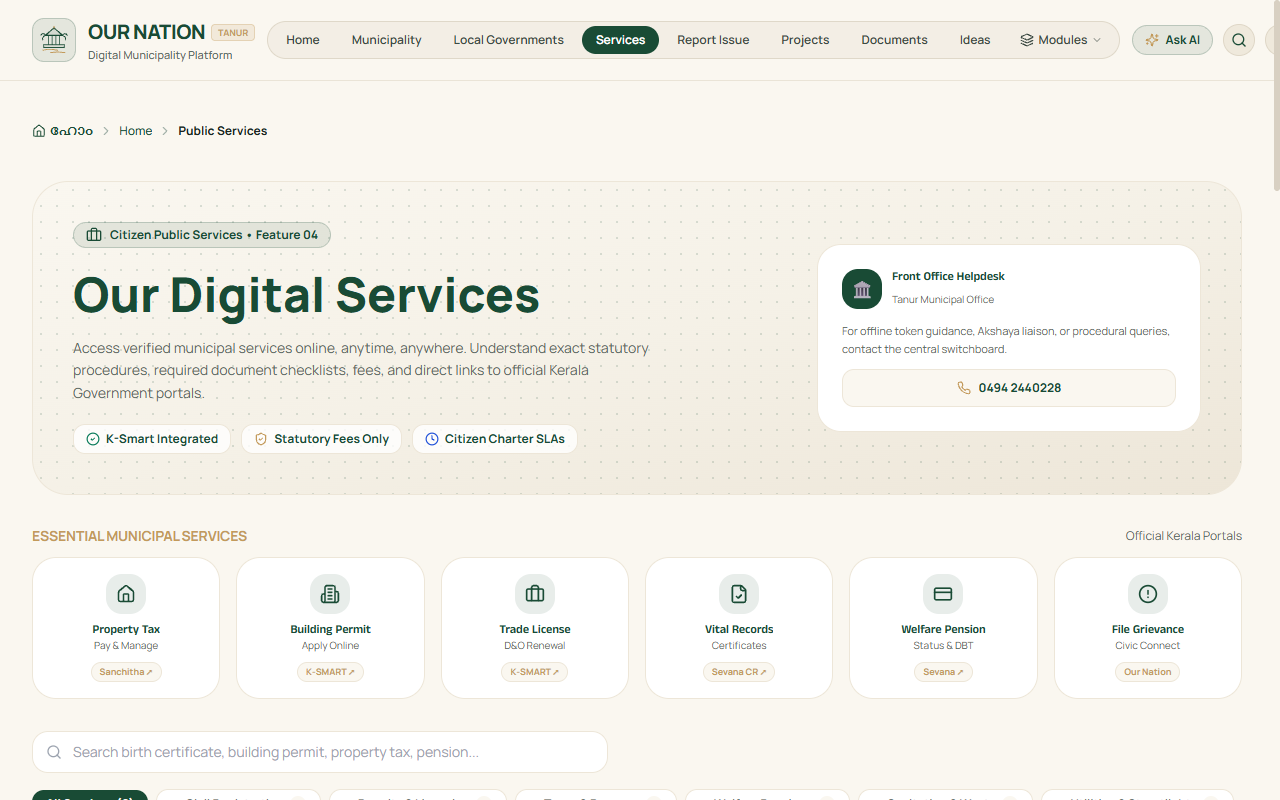 OUR NATION TANUR
Digital Municipality Platform
Home Municipality Local Governments Services Report Issue Projects Documents Ideas Modules Ask AI
ഹോം Home Public Services
Citizen Public Services • Feature 04
Our Digital Services
Access verified municipal services online, anytime, anywhere. Understand exact statutory
procedures, required document checklists, fees, and direct links to official Kerala
Government portals.
K-Smart Integrated Statutory Fees Only Citizen Charter SLAs
Front Office Helpdesk
Tanur Municipal Office
For offline token guidance, Akshaya liaison, or procedural queries,
contact the central switchboard.
0494 2440228
ESSENTIAL MUNICIPAL SERVICES Official Kerala Portals
Property Tax
Pay & Manage
Sanchitha ↗
Building Permit
Apply Online
K-SMART ↗
Trade License
D&O Renewal
K-SMART ↗
Vital Records
Certificates
Sevana CR ↗
Welfare Pension
Status & DBT
Sevana ↗
File Grievance
Civic Connect
Our Nation
Search birth certificate, building permit, property tax, pension...